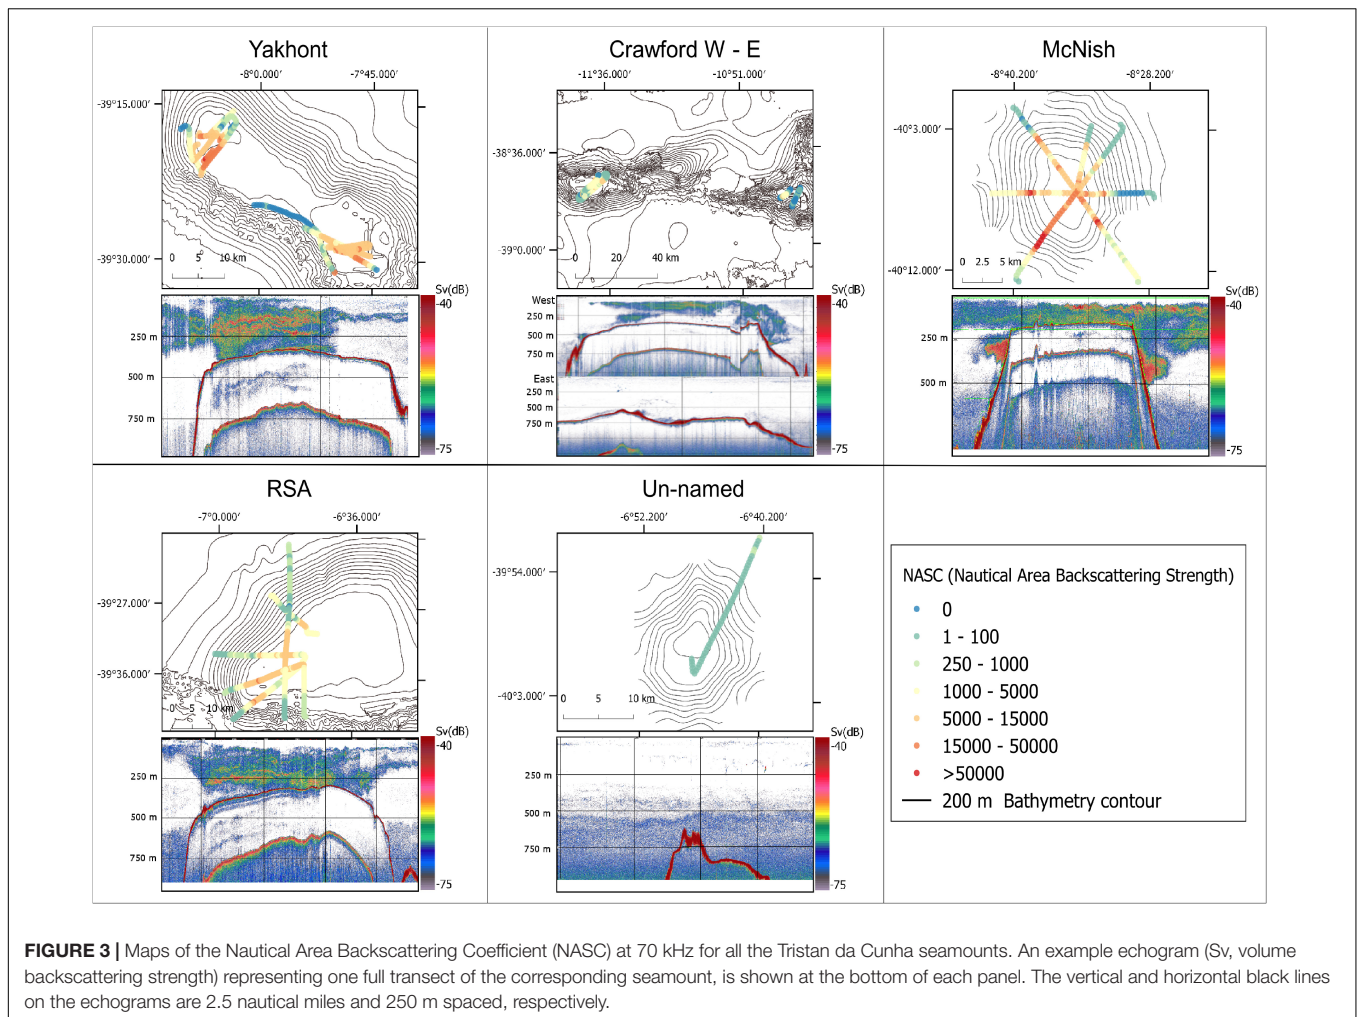 Yakhont
-8°0.000'
-7°45.000'
-39°15.000'
-39°30.000'
0 5 10 km
Sv(dB)
-40
250 m
500 m
750 m
-75
Crawford W - E
-11°36.000'
-10°51.000'
-38°36.000'
-39°0.000'
0 20 40 km
Sv(dB)
West
-40
250 m
500 m
750 m
East
250 m
500 m
750 m
-75
McNish
-8°40.200'
-8°28.200'
-40°3.000'
-40°12.000'
0 2.5 5 km
Sv(dB)
-40
250 m
500 m
-75
RSA
-7°0.000'
-6°36.000'
-39°27.000'
-39°36.000'
0 5 10 km
Sv(dB)
-40
250 m
500 m
750 m
-75
Un-named
-6°52.200'
-6°40.200'
-39°54.000'
-40°3.000'
0 5 10 km
Sv(dB)
-40
250 m
500 m
750 m
-75
NASC (Nautical Area Backscattering Strength)
0
1 - 100
250 - 1000
1000 - 5000
5000 - 15000
15000 - 50000
>50000
200 m Bathymetry contour
FIGURE 3 | Maps of the Nautical Area Backscattering Coefficient (NASC) at 70 kHz for all the Tristan da Cunha seamounts. An example echogram (Sv, volume
backscattering strength) representing one full transect of the corresponding seamount, is shown at the bottom of each panel. The vertical and horizontal black lines
on the echograms are 2.5 nautical miles and 250 m spaced, respectively.